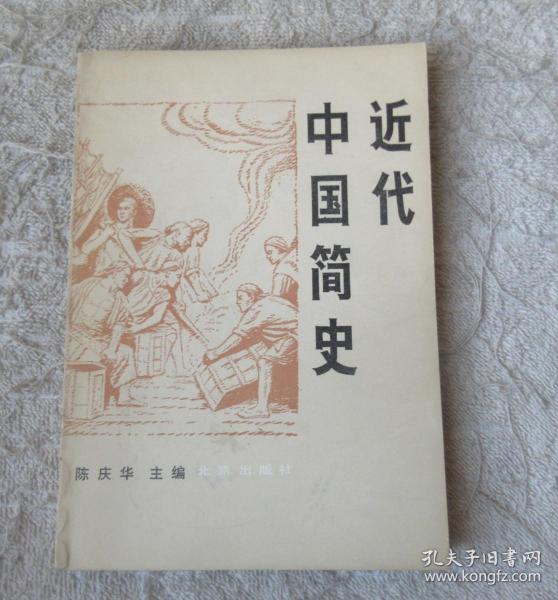 近代
中国简史
陈庆华 主编 北京出版社
孔夫子旧书网
www.kongfz.com